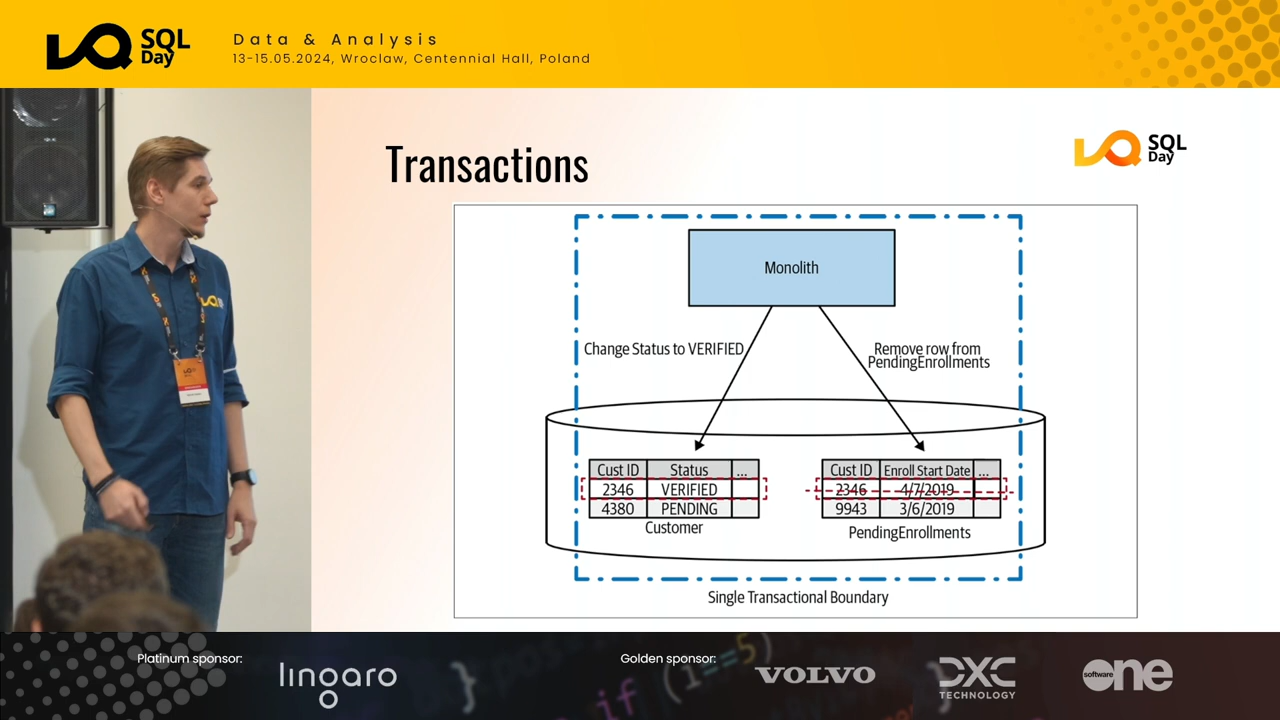 SQL
Day
Data & Analysis
13-15.05.2024, Wroclaw, Centennial Hall, Poland
Transactions
SQL
Day
Monolith
Change Status to VERIFIED
Remove row from
PendingEnrollments
Cust ID Status ...
2346 VERIFIED
4380 PENDING
Customer
Cust ID Enroll Start Date ...
2346 4/7/2019
9943 3/6/2019
PendingEnrollments
Single Transactional Boundary
Platinum sponsor:
lingaro
Golden sponsor:
VOLVO
DXC
TECHNOLOGY
software
one
if (i==5)
}